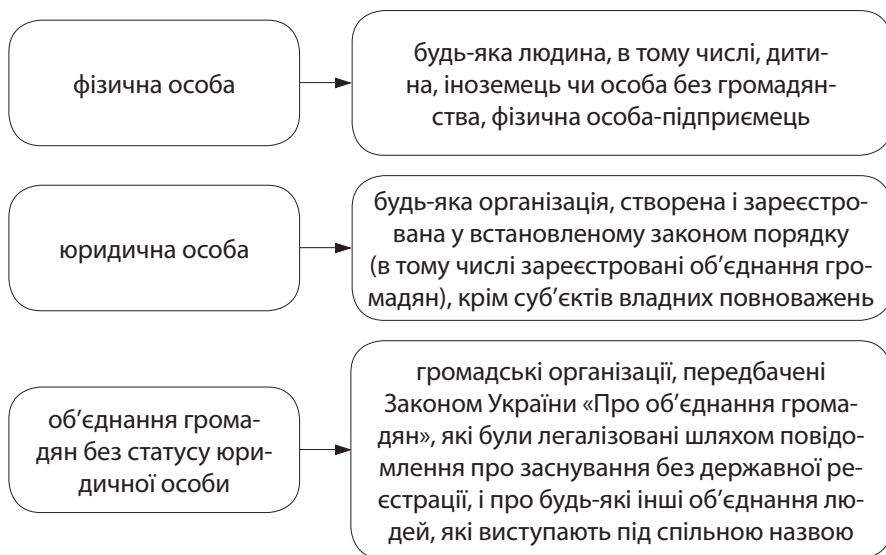 фізична особа
будь-яка людина, в тому числі, дити-
на, іноземець чи особа без громадян-
ства, фізична особа-підприємець
юридична особа
будь-яка організація, створена і зареєстро-
вана у встановленому законом порядку
(в тому числі зареєстровані об’єднання гро-
мадян), крім суб’єктів владних повноважень
об’єднання грома-
дян без статусу юри-
дичної особи
громадські організації, передбачені
Законом України «Про об’єднання грома-
дян», які були легалізовані шляхом повідо-
млення про заснування без державної ре-
єстрації, і про будь-які інші об’єднання лю-
дей, які виступають під спільною назвою